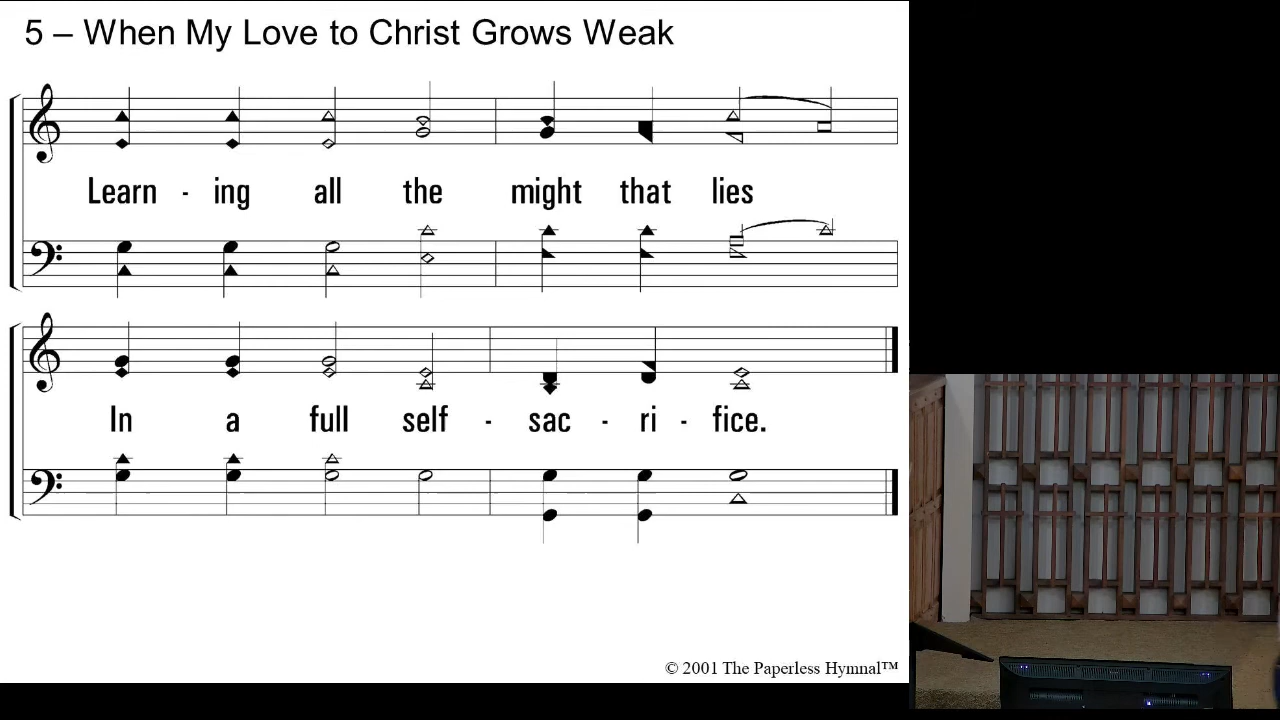 5 – When My Love to Christ Grows Weak
Learn - ing all the might that lies
In a full self - sac - ri - fice.
© 2001 The Paperless Hymnal™